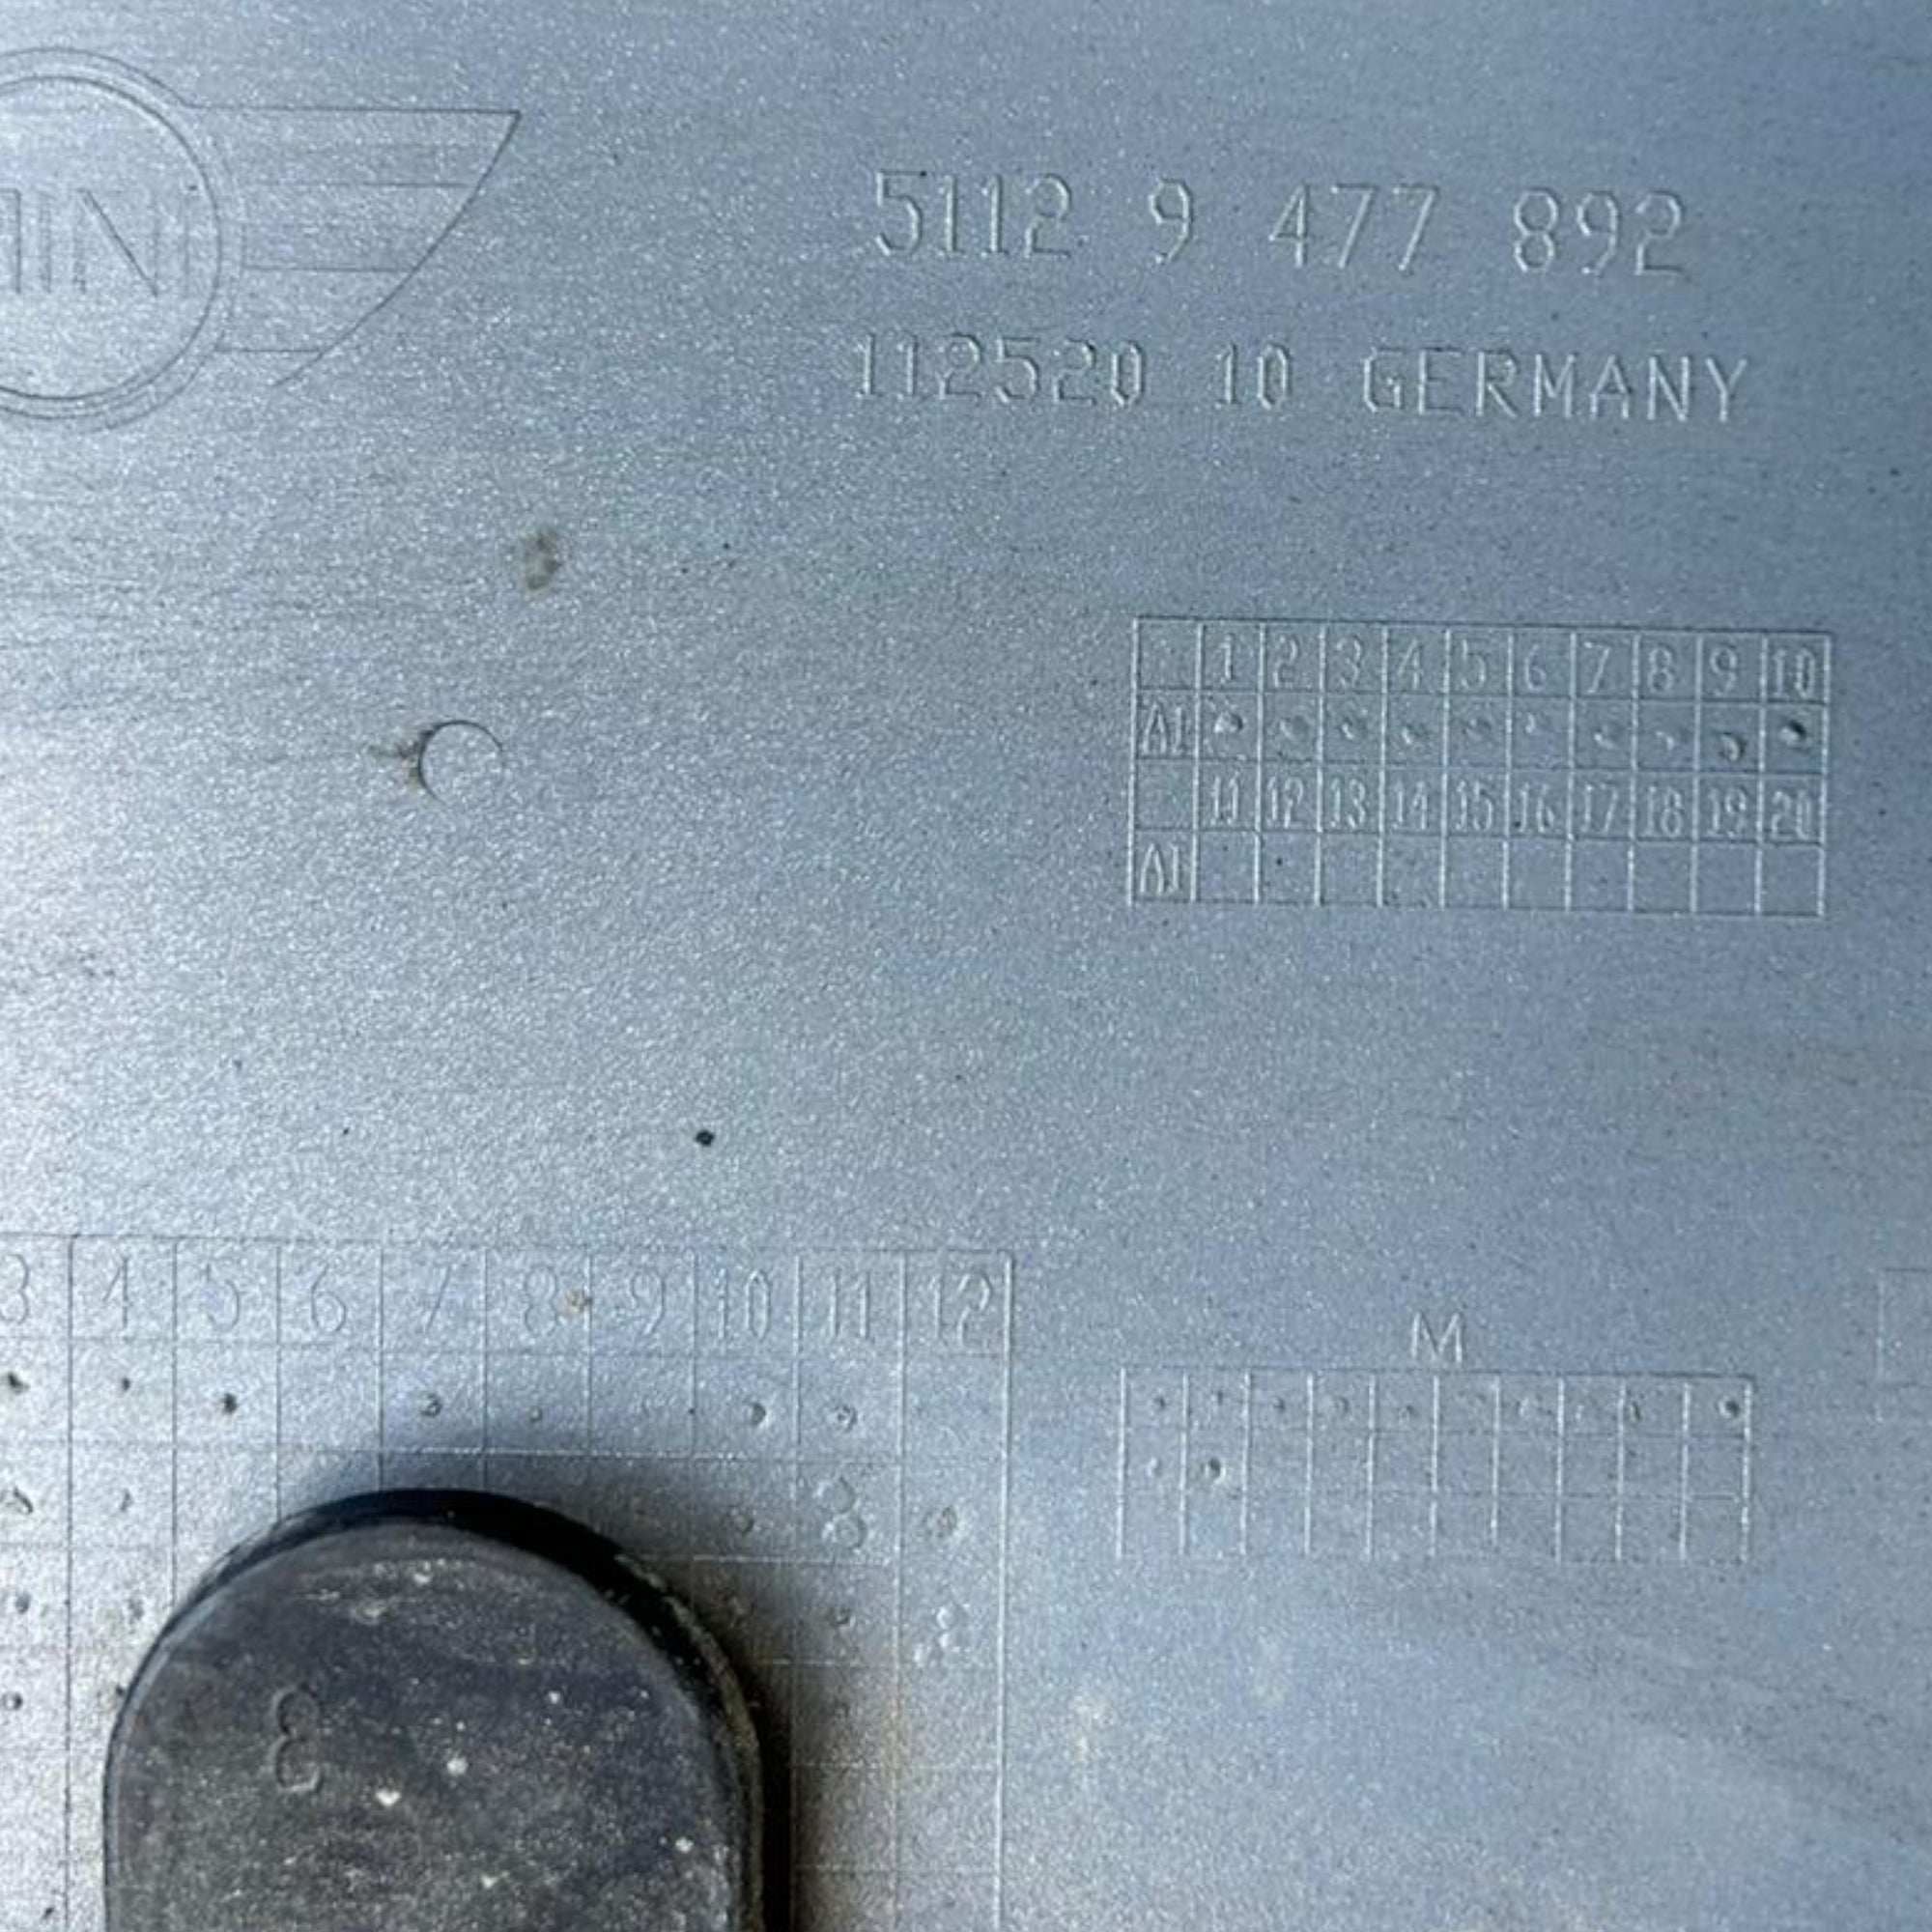 MINI
5112 9 477 892
112520 10 GERMANY
1 2 3 4 5 6 7 8 9 10
A1
11 12 13 14 15 16 17 18 19 20
A1
3 4 5 6 7 8 9 10 11 12
M
3